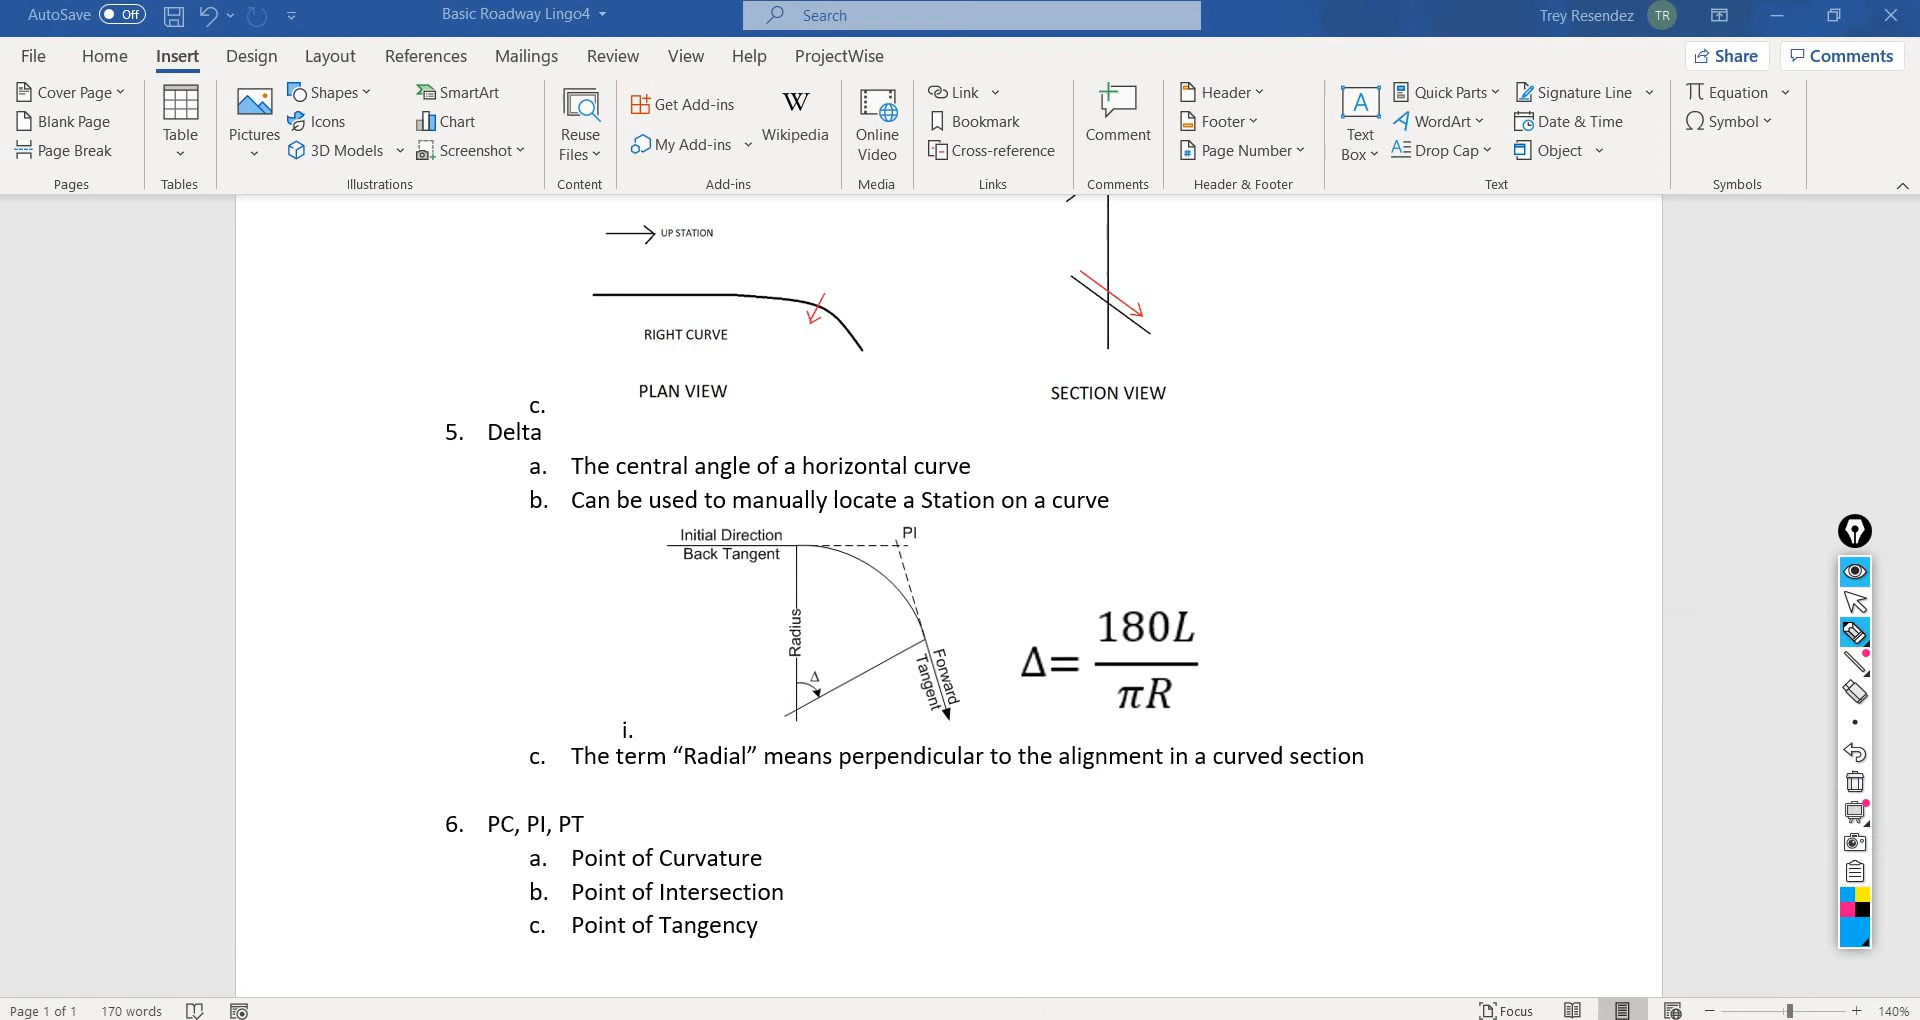 AutoSave Off Basic Roadway Lingo4 Search Trey Resendez TR
File Home Insert Design Layout References Mailings Review View Help ProjectWise Share Comments
Cover Page
Blank Page
Page Break
Pages
Table
Tables
Pictures
Shapes
Icons
3D Models
SmartArt
Chart
Screenshot
Illustrations
Reuse
Files
Content
Get Add-ins
My Add-ins
W
Wikipedia
Add-ins
Online
Video
Media
Link
Bookmark
Cross-reference
Links
Comment
Comments
Header
Footer
Page Number
Header & Footer
Text
Box
Quick Parts
WordArt
Drop Cap
Signature Line
Date & Time
Object
Text
Equation
Symbol
Symbols
UP STATION
RIGHT CURVE
PLAN VIEW
SECTION VIEW
c.
5. Delta
a. The central angle of a horizontal curve
b. Can be used to manually locate a Station on a curve
Initial Direction
Back Tangent
PI
Radius
Δ
Forward
Tangent
Δ= 180L
πR
i.
c. The term “Radial” means perpendicular to the alignment in a curved section
6. PC, PI, PT
a. Point of Curvature
b. Point of Intersection
c. Point of Tangency
Page 1 of 1 170 words Focus 140%